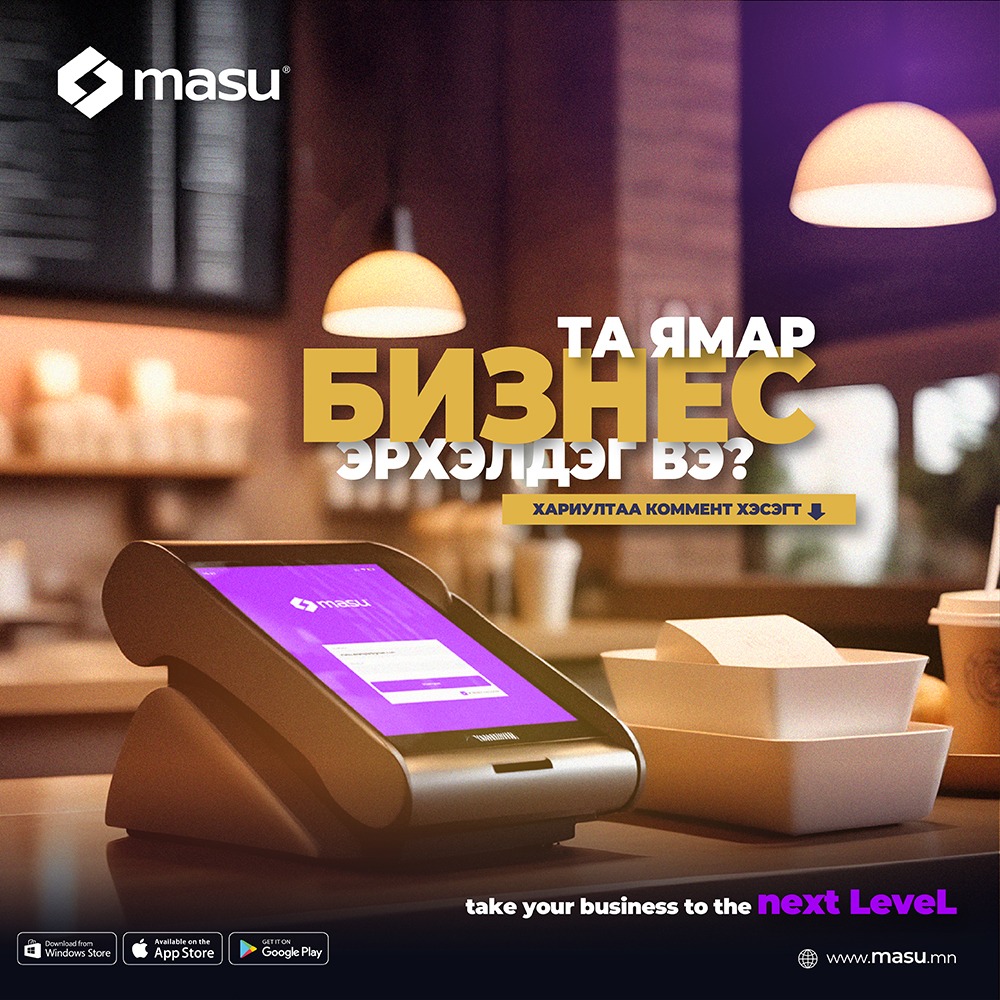 masu®
ТА ЯМАР
БИЗНЕС
ЭРХЭЛДЭГ ВЭ?
ХАРИУЛТАА КОММЕНТ ХЭСЭГТ
masu
take your business to the next LeveL
Download from
Windows Store
Available on the
App Store
GET IT ON
Google Play
www.masu.mn